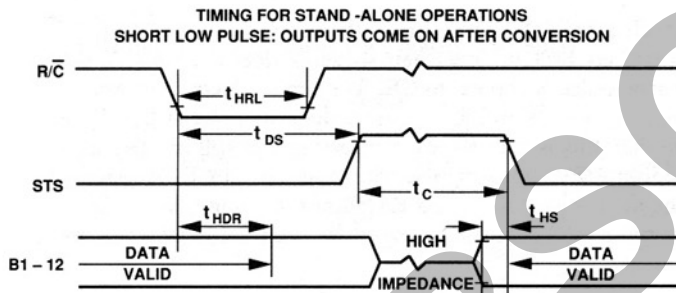 TIMING FOR STAND -ALONE OPERATIONS
SHORT LOW PULSE: OUTPUTS COME ON AFTER CONVERSION
R/C̅
tHRL
tDS
STS
tC
tHDR
tHS
B1 – 12
DATA
VALID
HIGH
IMPEDANCE
DATA
VALID